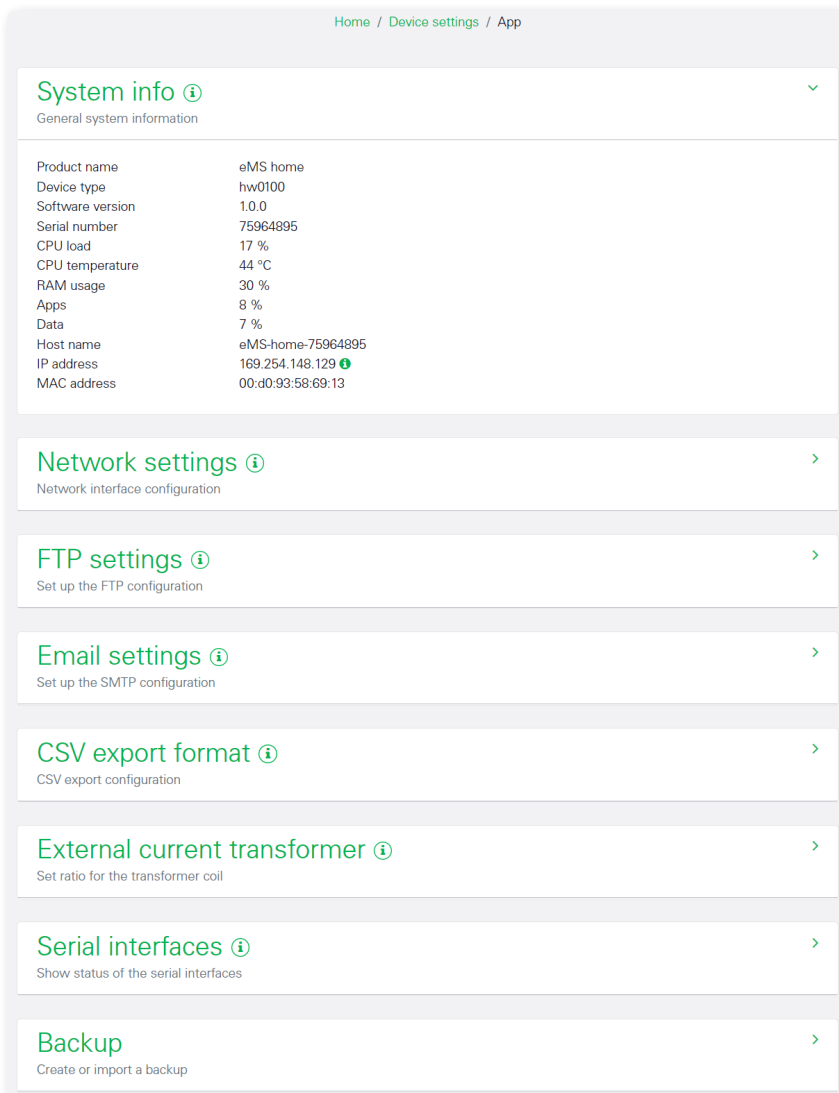 Home / Device settings / App
System info
General system information
Product name eMS home
Device type hw0100
Software version 1.0.0
Serial number 75964895
CPU load 17 %
CPU temperature 44 °C
RAM usage 30 %
Apps 8 %
Data 7 %
Host name eMS-home-75964895
IP address 169.254.148.129
MAC address 00:d0:93:58:69:13
Network settings
Network interface configuration
FTP settings
Set up the FTP configuration
Email settings
Set up the SMTP configuration
CSV export format
CSV export configuration
External current transformer
Set ratio for the transformer coil
Serial interfaces
Show status of the serial interfaces
Backup
Create or import a backup